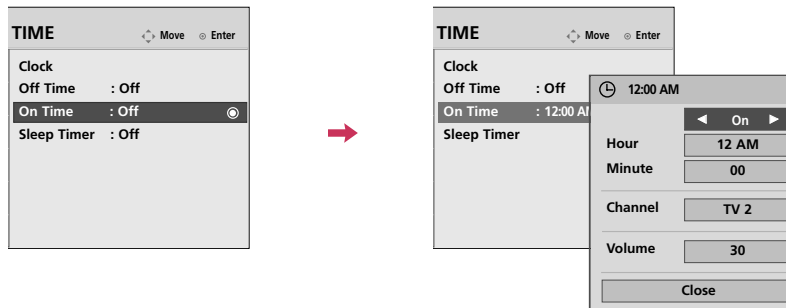 TIME Move Enter
Clock
Off Time : Off
On Time : Off
Sleep Timer : Off
TIME Move Enter
Clock
Off Time : Off
On Time : 12:00 AM
Sleep Timer
12:00 AM
◀ On ▶
Hour 12 AM
Minute 00
Channel TV 2
Volume 30
Close